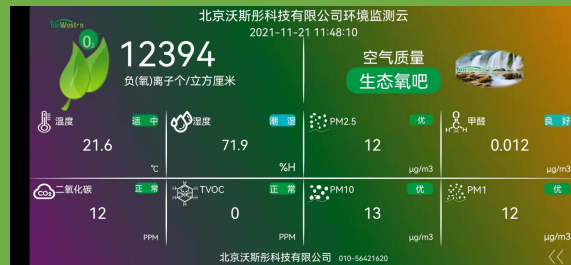 北京沃斯彤科技有限公司环境监测云
2021-11-21 11:48:10
O₂
12394
负(氧)离子个/立方厘米
空气质量
生态氧吧
温度 适中
21.6
℃
湿度 潮湿
71.9
%H
PM2.5 优
12
μg/m3
甲醛 良好
0.012
μg/m3
CO2 二氧化碳 正常
12
PPM
TVOC 正常
0
PPM
PM10 优
13
μg/m3
PM1 优
12
μg/m3
北京沃斯彤科技有限公司 010-56421620